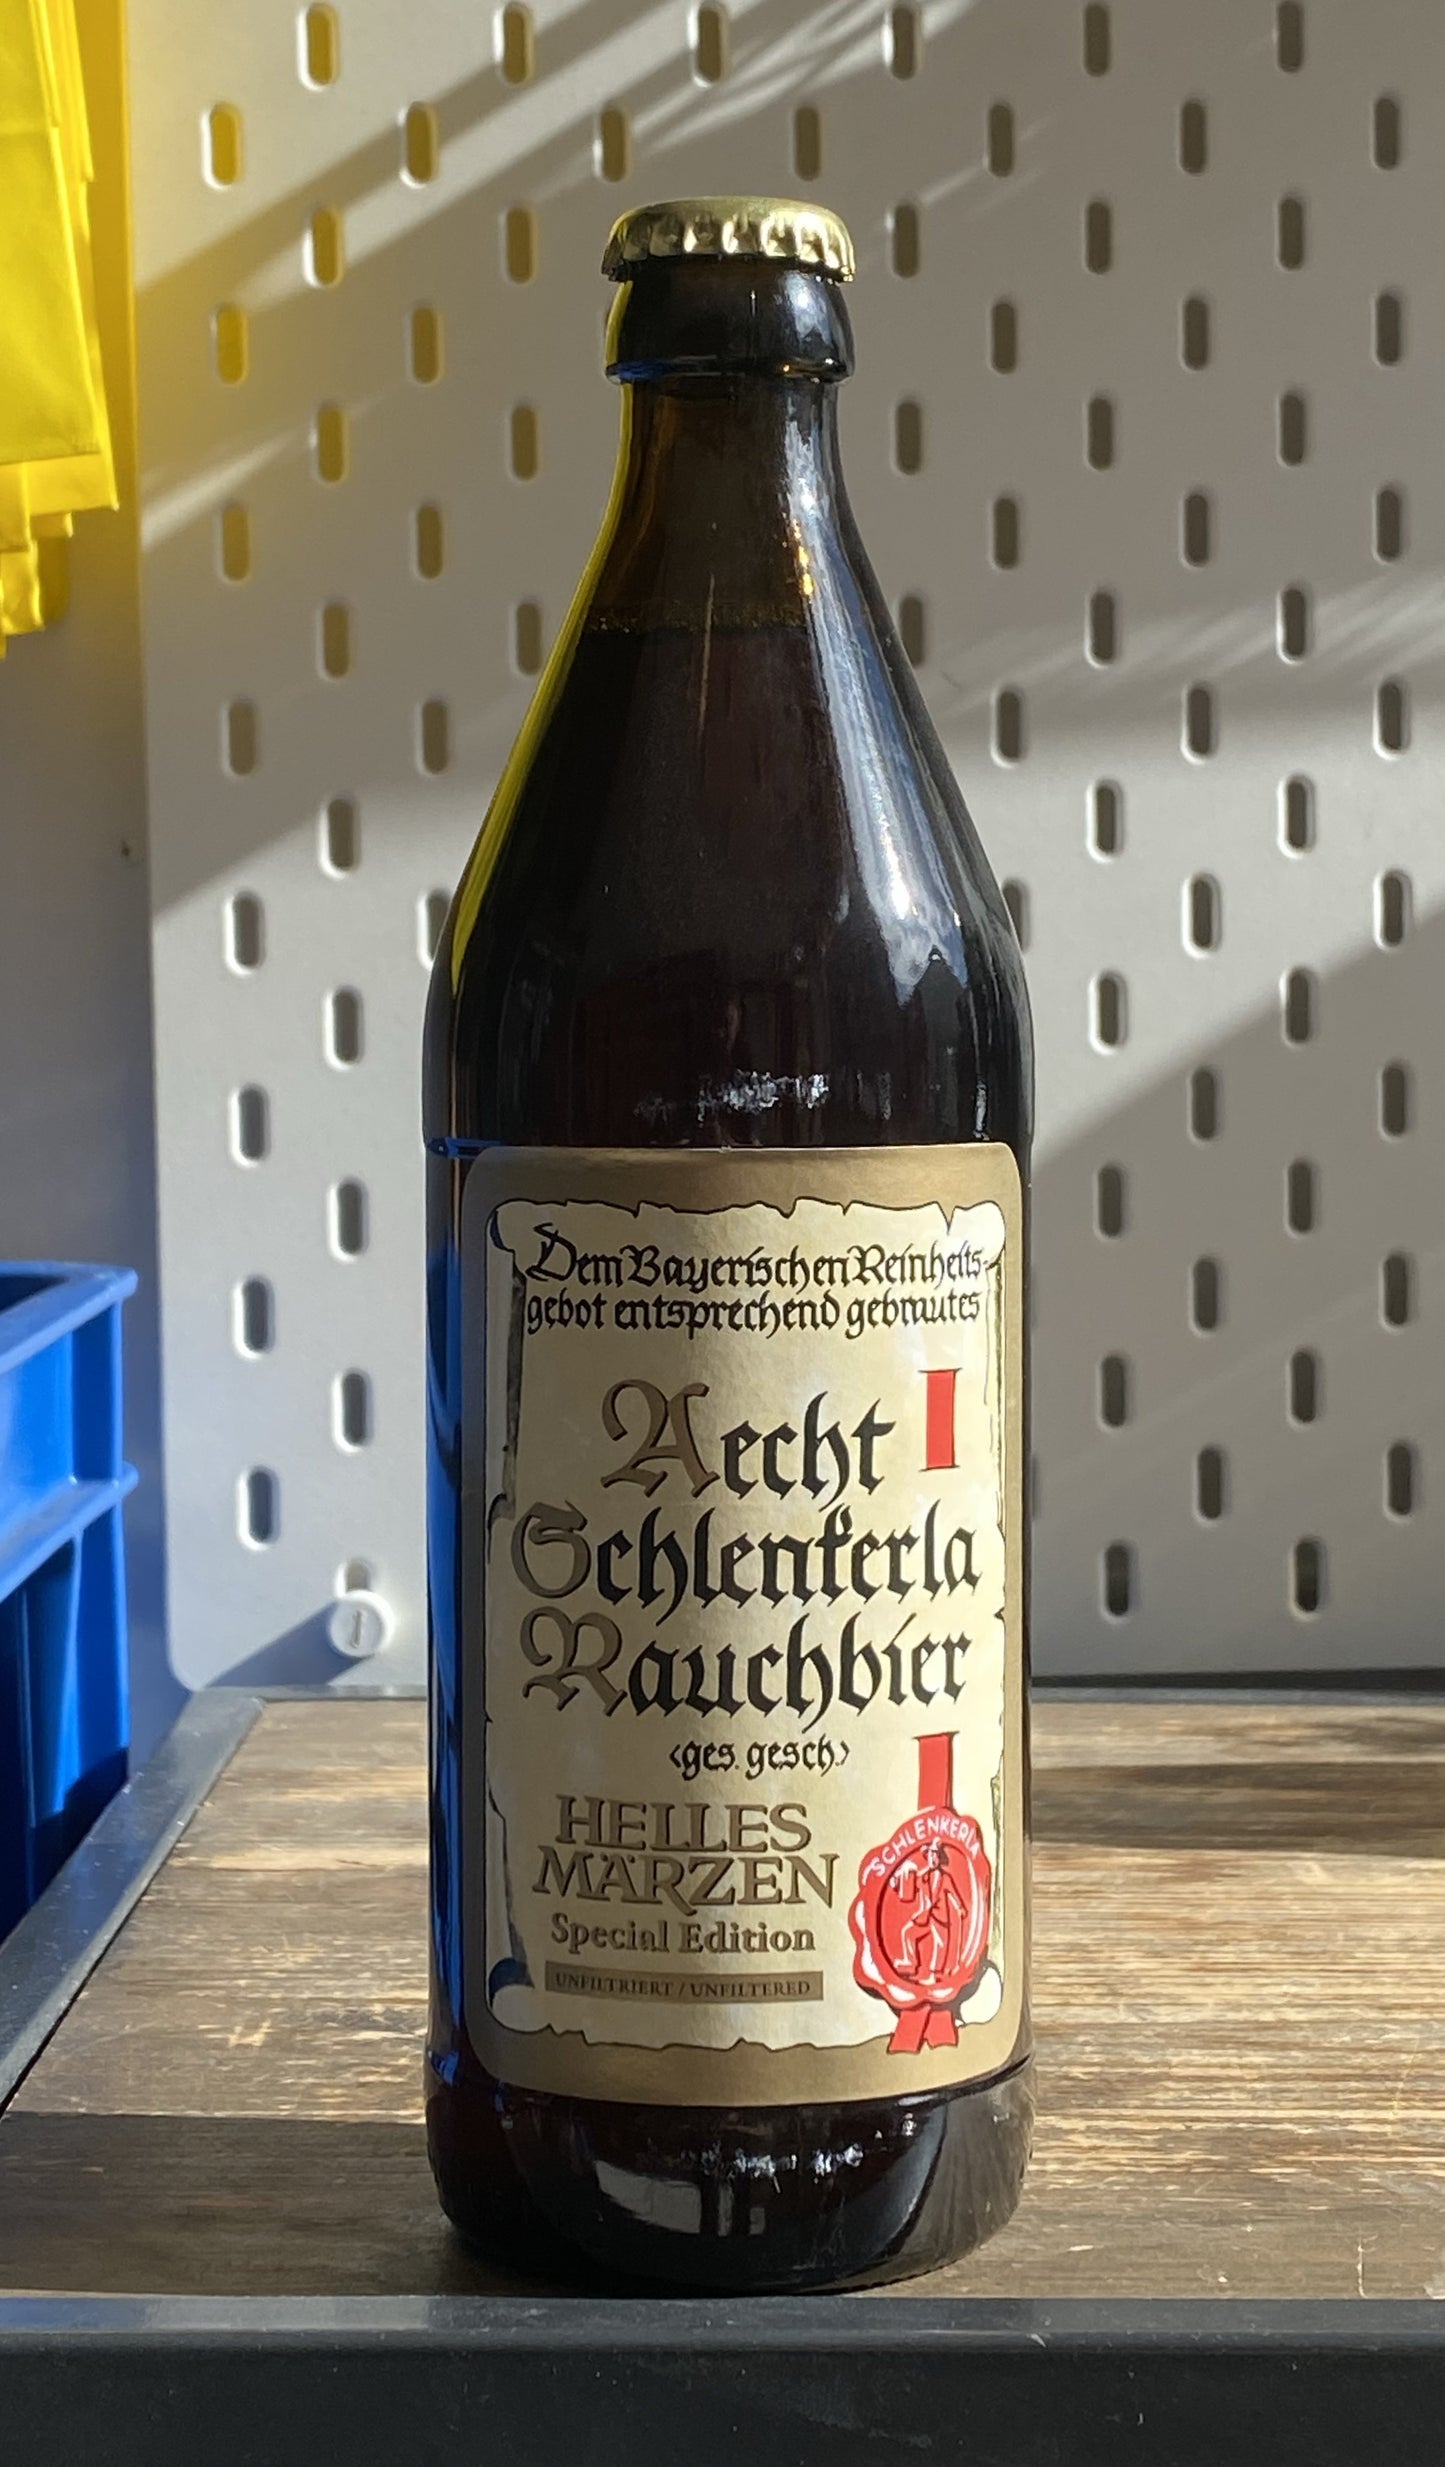 Dem Bayerischen Reinheits-
gebot entsprechend gebrautes
Aecht
Schlenkerla
Rauchbier
<ges. gesch.>
HELLES
MÄRZEN
Special Edition
UNFILTRIERT / UNFILTERED
SCHLENKERLA